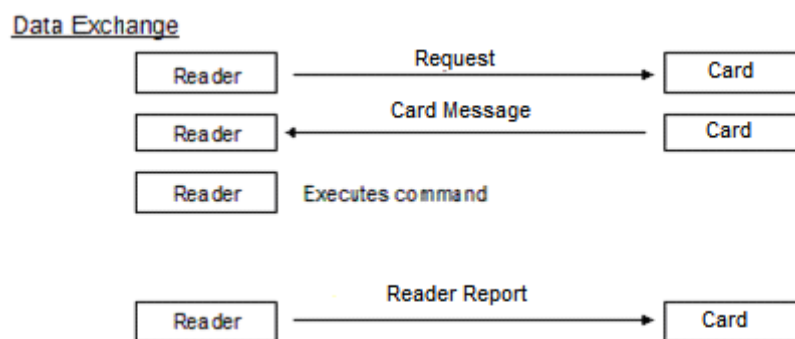 Data Exchange
Reader Request Card
Reader Card Message Card
Reader Executes command
Reader Reader Report Card